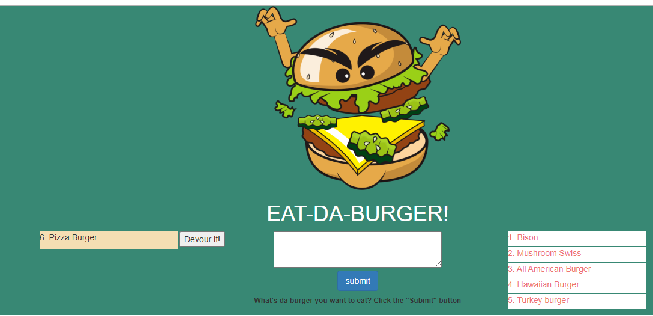 EAT-DA-BURGER!
6. Pizza Burger
Devour it!
submit
What's da burger you want to eat? Click the "Submit" button
1. Bison
2. Mushroom Swiss
3. All American Burger
4. Hawaiian Burger
5. Turkey burger